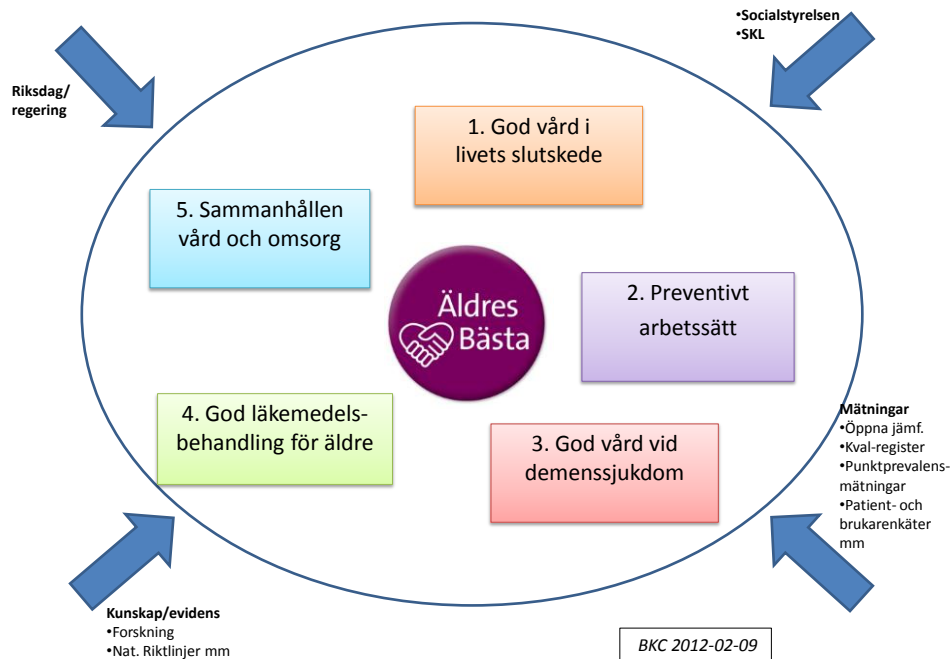 •Socialstyrelsen
•SKL
Riksdag/
regering
1. God vård i
livets slutskede
5. Sammanhållen
vård och omsorg
Äldres
Bästa
2. Preventivt
arbetssätt
4. God läkemedels-
behandling för äldre
3. God vård vid
demenssjukdom
Mätningar
•Öppna jämf.
•Kval-register
•Punktprevalens-
mätningar
•Patient- och
brukarenkäter
mm
Kunskap/evidens
•Forskning
•Nat. Riktlinjer mm
BKC 2012-02-09